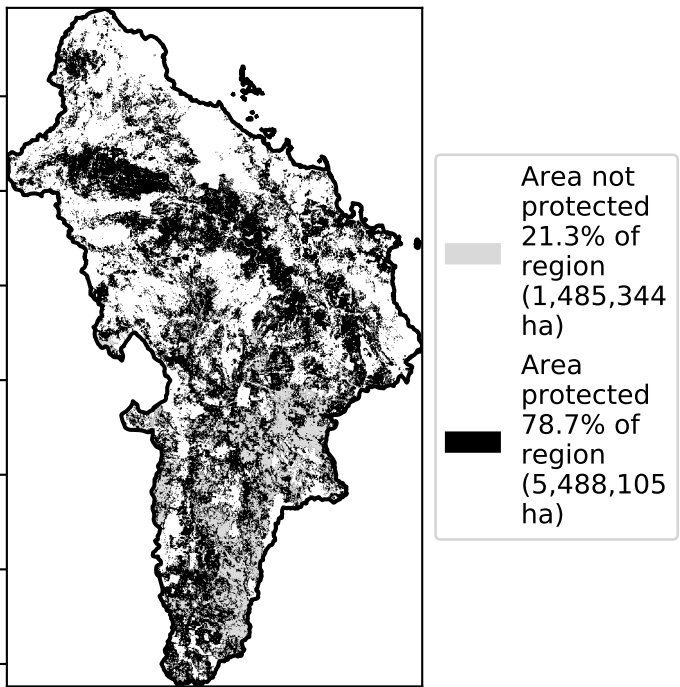 Area not
protected
21.3% of
region
(1,485,344
ha)
Area
protected
78.7% of
region
(5,488,105
ha)